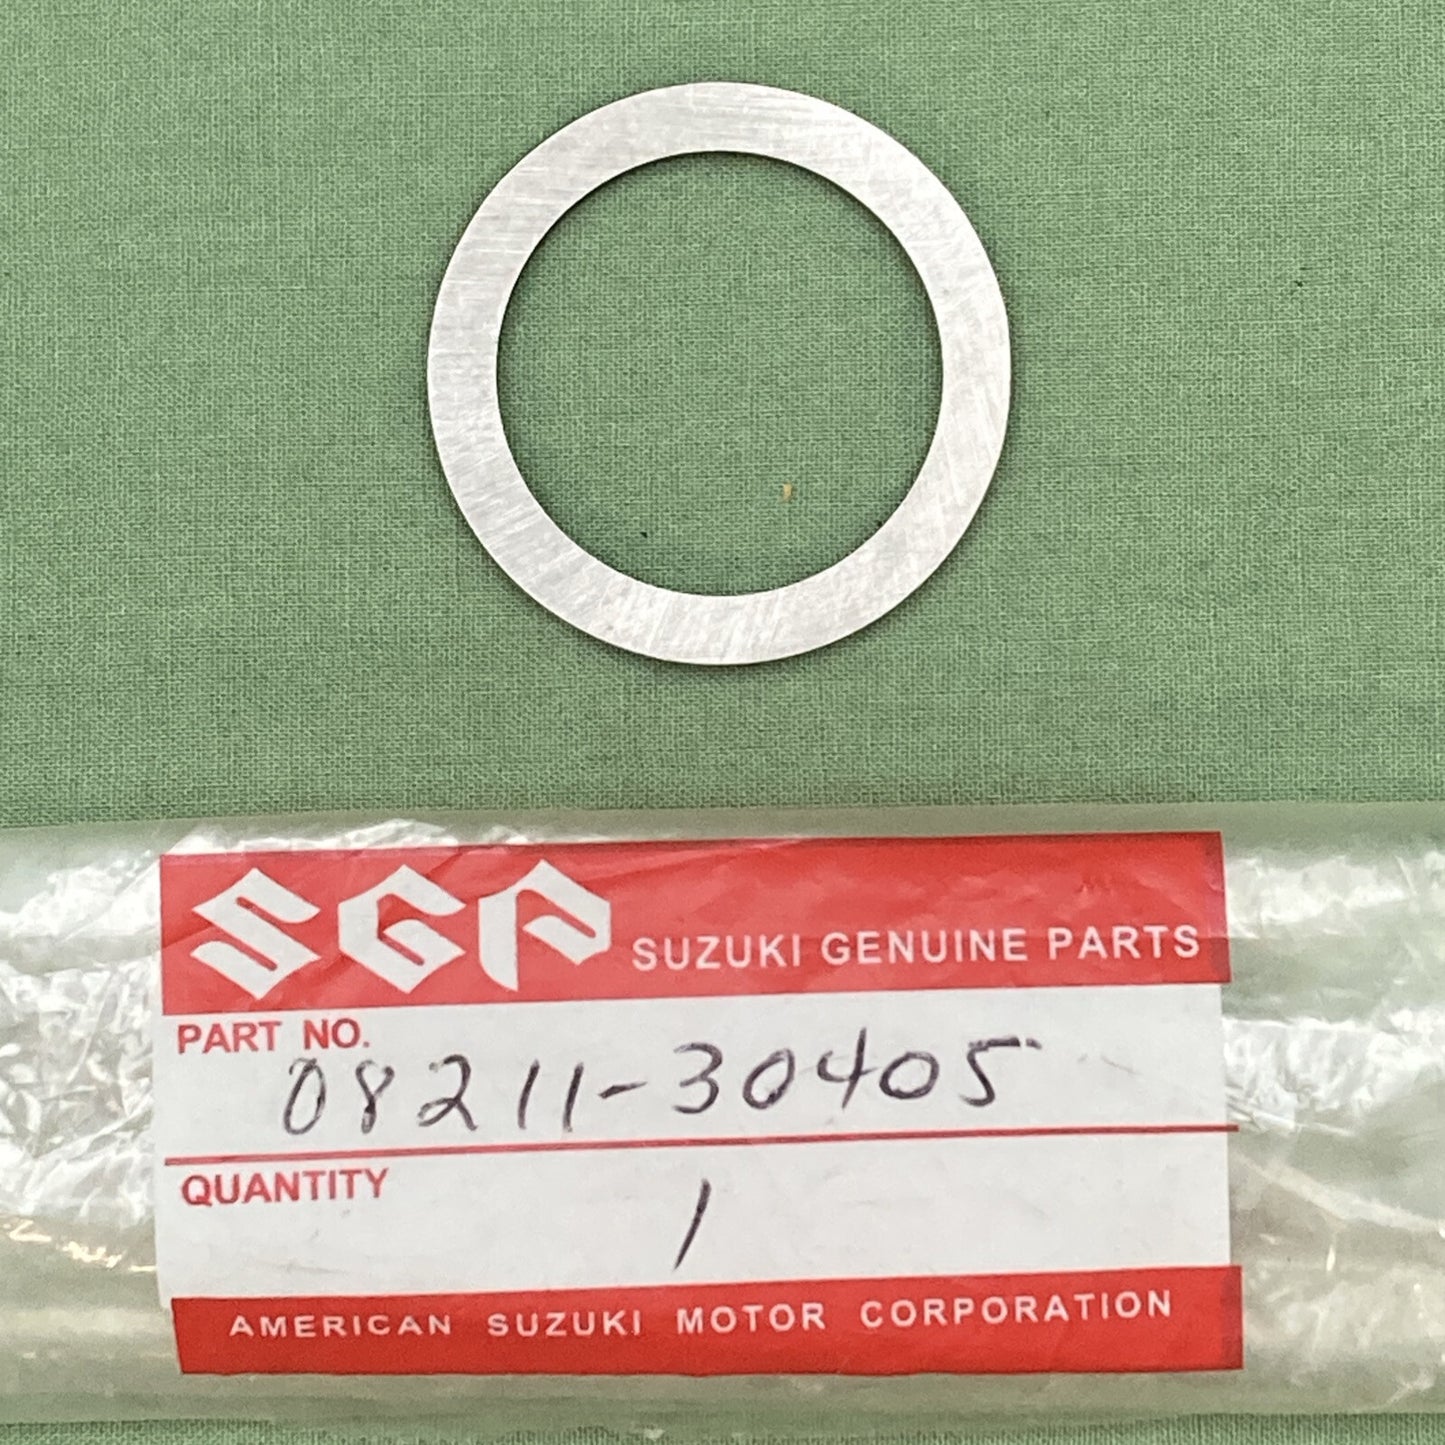 SGP SUZUKI GENUINE PARTS
PART NO.
08211-30405
QUANTITY
1
AMERICAN SUZUKI MOTOR CORPORATION